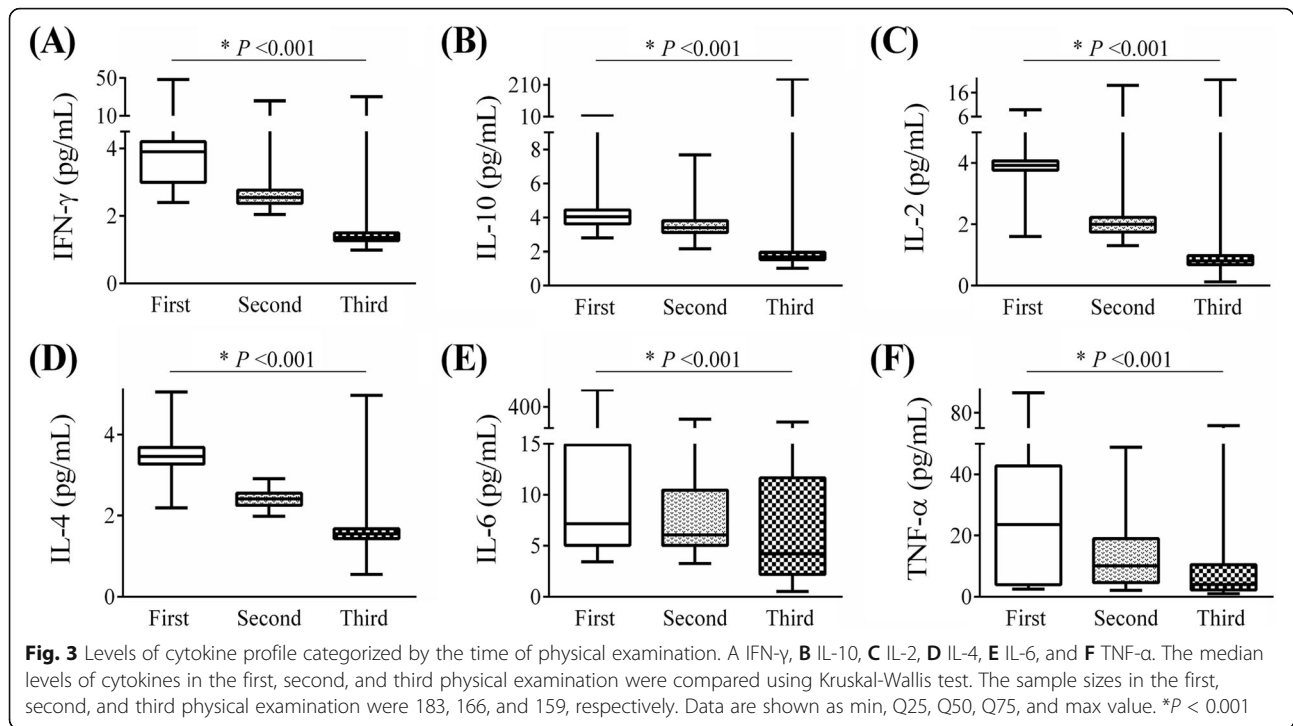 (A)
* P <0.001
IFN-γ (pg/mL)
50
10
4
2
0
First Second Third
(B)
* P <0.001
IL-10 (pg/mL)
210
10
8
6
4
2
0
First Second Third
(C)
* P <0.001
IL-2 (pg/mL)
16
6
4
2
0
First Second Third
(D)
* P <0.001
IL-4 (pg/mL)
4
2
0
First Second Third
(E)
* P <0.001
IL-6 (pg/mL)
400
15
10
5
0
First Second Third
(F)
* P <0.001
TNF-α (pg/mL)
80
40
20
0
First Second Third
Fig. 3 Levels of cytokine profile categorized by the time of physical examination. A IFN-γ, B IL-10, C IL-2, D IL-4, E IL-6, and F TNF-α. The median
levels of cytokines in the first, second, and third physical examination were compared using Kruskal-Wallis test. The sample sizes in the first,
second, and third physical examination were 183, 166, and 159, respectively. Data are shown as min, Q25, Q50, Q75, and max value. *P < 0.001